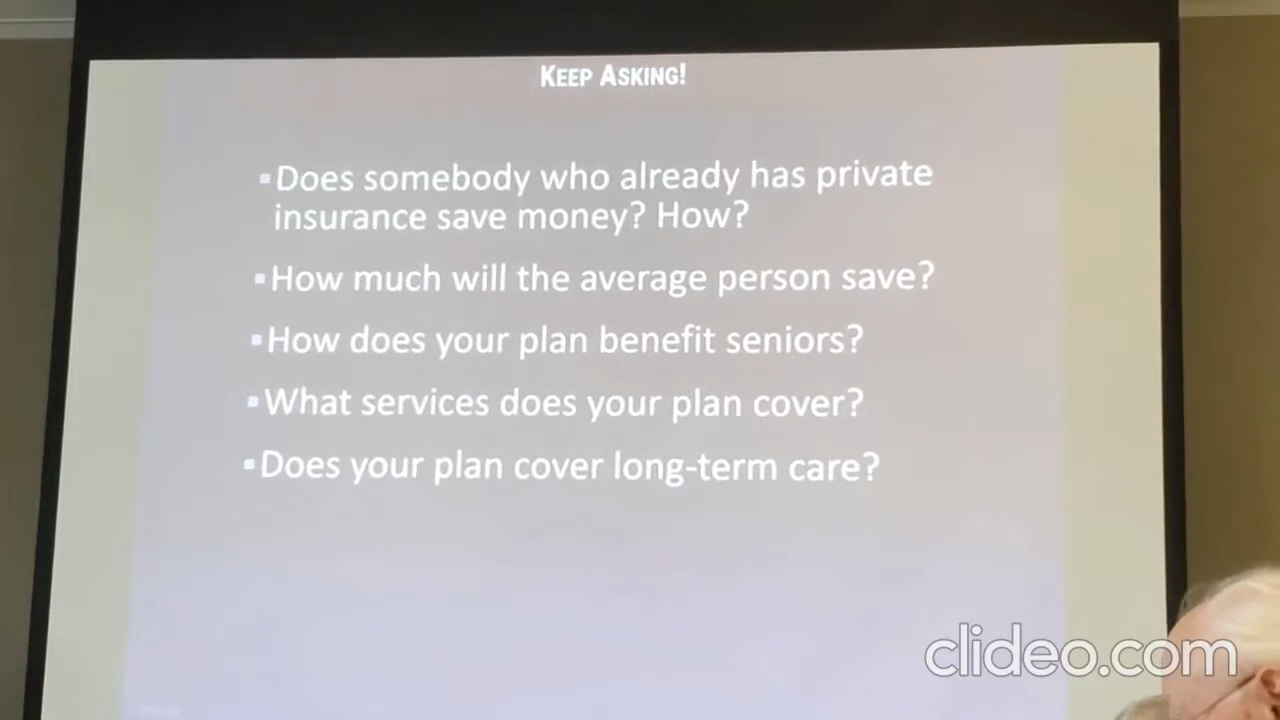 KEEP ASKING!
▪Does somebody who already has private
insurance save money? How?
▪How much will the average person save?
▪How does your plan benefit seniors?
▪What services does your plan cover?
▪Does your plan cover long-term care?
clideo.com